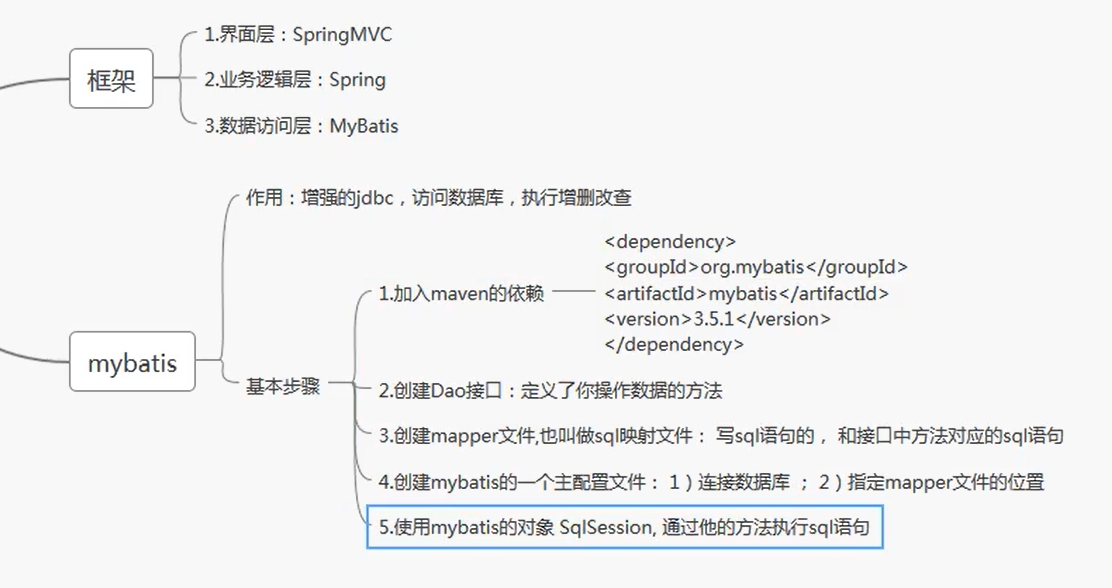 框架
1.界面层：SpringMVC
2.业务逻辑层：Spring
3.数据访问层：MyBatis
mybatis
作用：增强的jdbc，访问数据库，执行增删改查
基本步骤
1.加入maven的依赖
<dependency>
<groupId>org.mybatis</groupId>
<artifactId>mybatis</artifactId>
<version>3.5.1</version>
</dependency>
2.创建Dao接口：定义了你操作数据的方法
3.创建mapper文件,也叫做sql映射文件： 写sql语句的， 和接口中方法对应的sql语句
4.创建mybatis的一个主配置文件： 1）连接数据库 ；2）指定mapper文件的位置
5.使用mybatis的对象 SqlSession, 通过他的方法执行sql语句